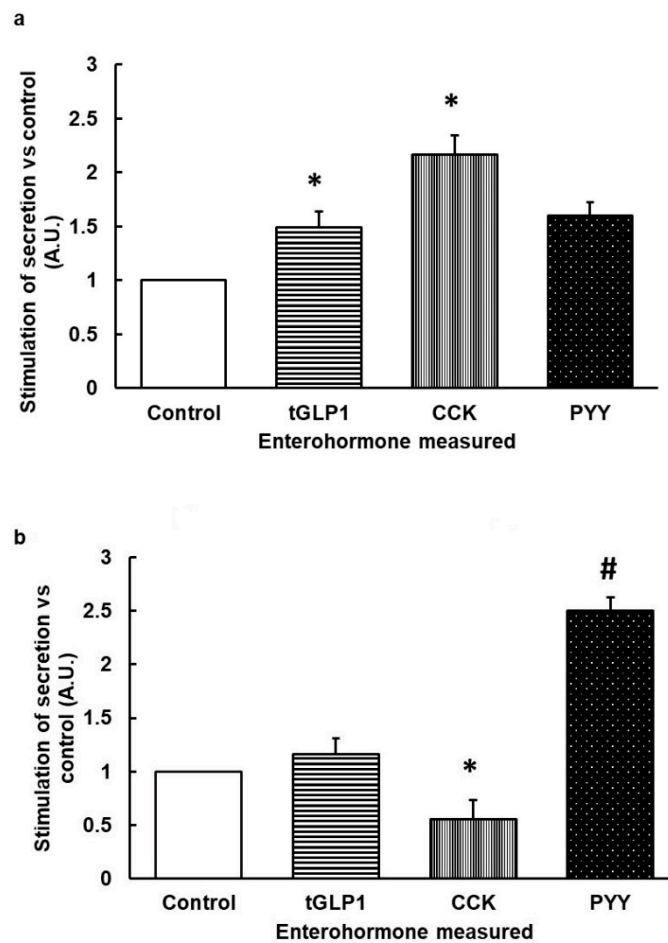 a
Stimulation of secretion vs control
(A.U.)
3
2.5
2
1.5
1
0.5
0
*
*
Control tGLP1 CCK PYY
Enterohormone measured
b
Stimulation of secretion vs
control (A.U.)
3
2.5
2
1.5
1
0.5
0
*
#
Control tGLP1 CCK PYY
Enterohormone measured